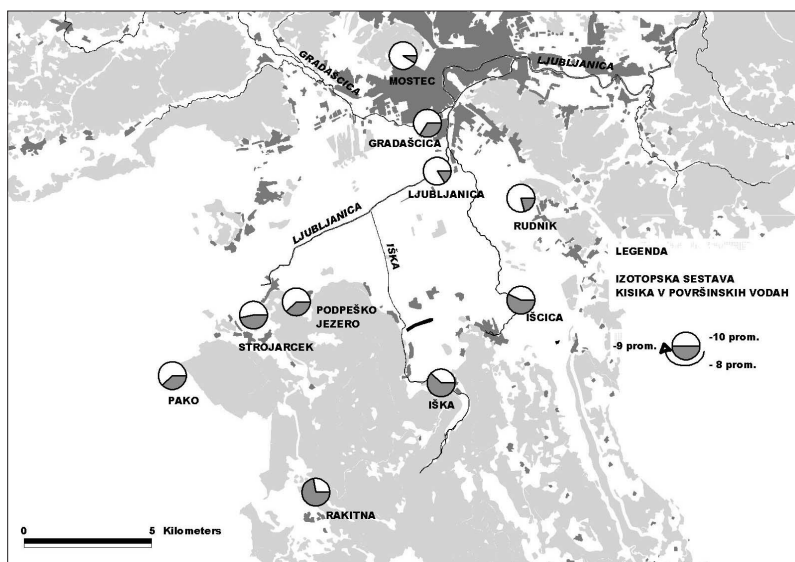 GRADAŠČICA
MOSTEC
LJUBLJANICA
GRADAŠCICA
LJUBLJANICA
LJUBLJANICA
RUDNIK
IŠKA
LEGENDA
IZOTOPSKA SESTAVA
KISIKA V POVRŠINSKIH VODAH
PODPEŠKO
JEZERO
IŠCICA
STROJARCEK
-10 prom.
-9 prom.
- 8 prom.
PAKO
IŠKA
RAKITNA
0 5 Kilometers